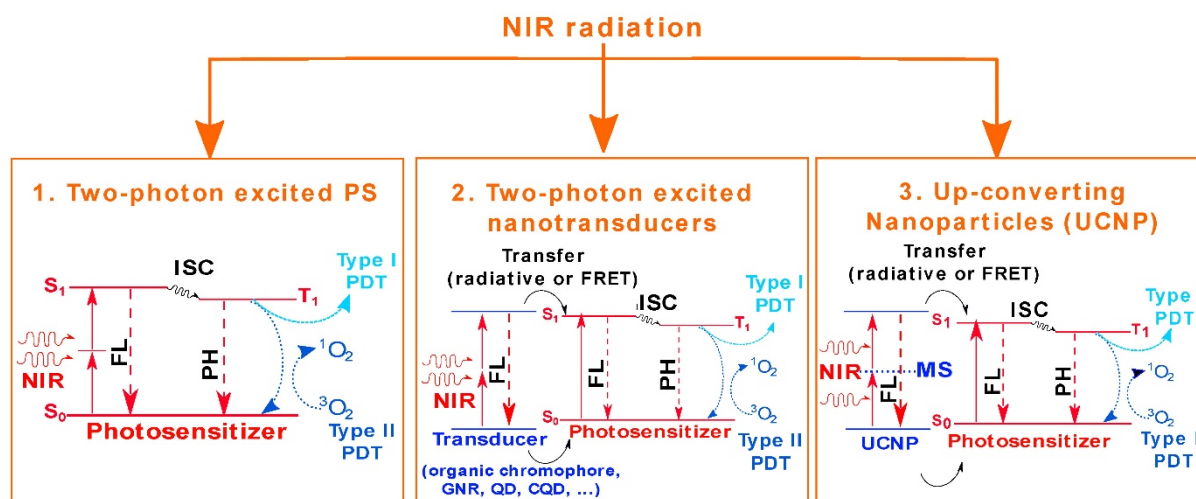 NIR radiation
1. Two-photon excited PS
ISC
S1
T1
Type I
PDT
FL
PH
NIR
1O2
3O2
S0
Photosensitizer
Type II
PDT
2. Two-photon excited
nanotransducers
Transfer
(radiative or FRET)
ISC
S1
T1
Type I
PDT
FL
FL
PH
NIR
1O2
3O2
S0
Transducer
Photosensitizer
Type II
PDT
(organic chromophore,
GNR, QD, CQD, ...)
3. Up-converting
Nanoparticles (UCNP)
Transfer
(radiative or FRET)
ISC
S1
T1
Type
PDT
NIR
MS
FL
FL
PH
1O2
3O2
S0
UCNP
Photosensitizer
Type I
PDT